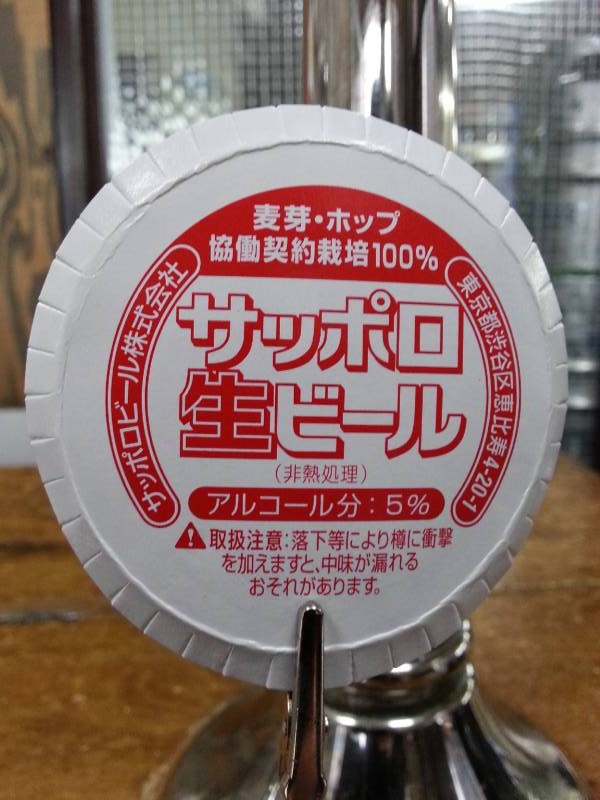 麦芽・ホップ
協働契約栽培100%
サッポロビール株式会社
東京都渋谷区恵比寿4-20-1
サッポロ
生ビール
(非熱処理)
アルコール分:5%
取扱注意:落下等により樽に衝撃
を加えますと、中味が漏れる
おそれがあります。